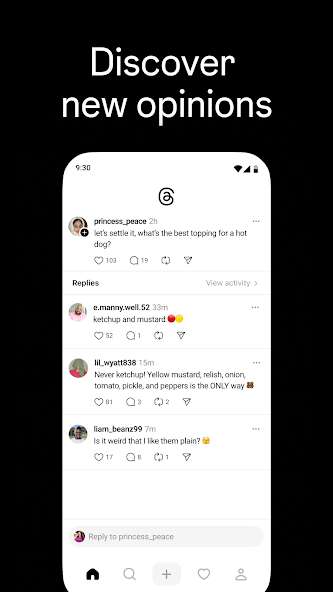 Discover
new opinions
9:30
princess_peace 2h
let's settle it, what's the best topping for a hot
dog?
103 19
Replies View activity
e.manny.well.52 33m
ketchup and mustard
52 1
lil_wyatt838 15m
Never ketchup! Yellow mustard, relish, onion,
tomato, pickle, and peppers is the ONLY way
81 3 2
liam_beanz99 7m
Is it weird that I like them plain?
17 8 1
Reply to princess_peace